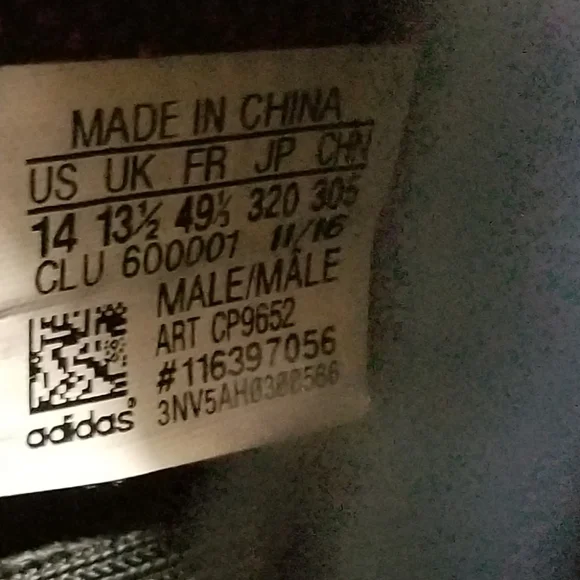 MADE IN CHINA
US UK FR JP CHN
14 13½ 49⅓ 320 305
CLU 600001 11/16
MALE/MÂLE
ART CP9652
#116397056
adidas